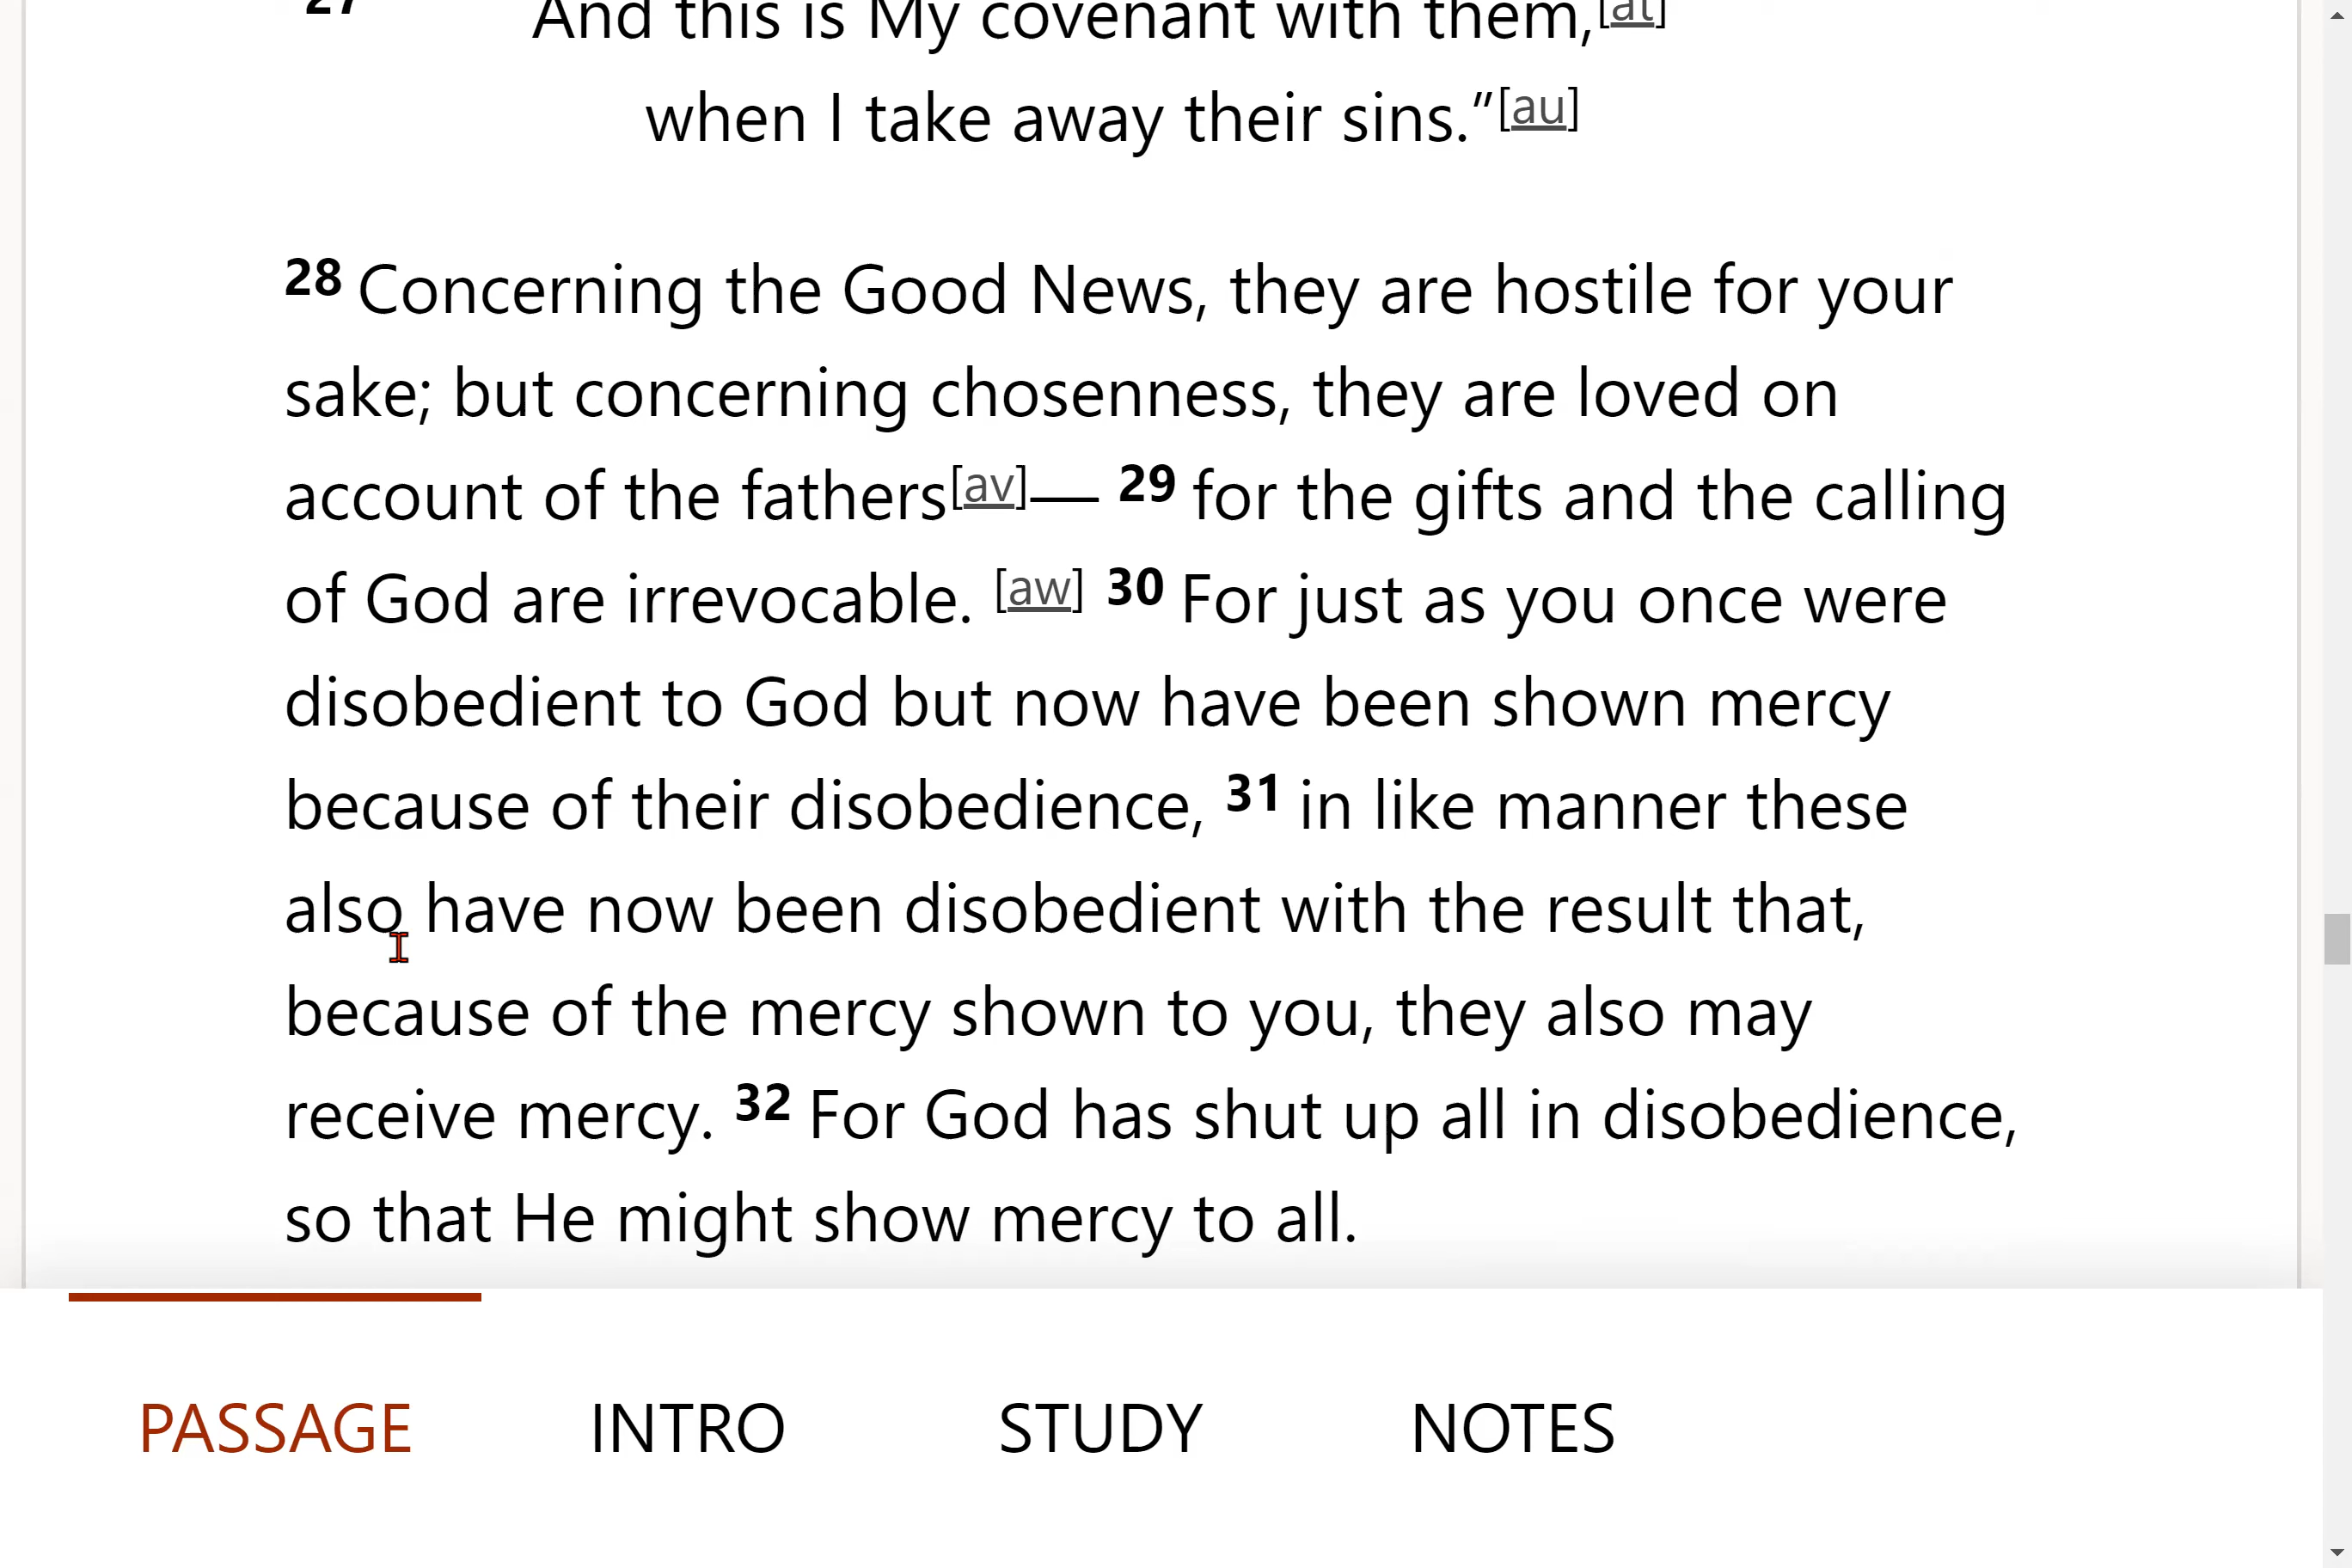 27 And this is My covenant with them,[at]
when I take away their sins."[au]
28 Concerning the Good News, they are hostile for your
sake; but concerning chosenness, they are loved on
account of the fathers[av]— 29 for the gifts and the calling
of God are irrevocable. [aw] 30 For just as you once were
disobedient to God but now have been shown mercy
because of their disobedience, 31 in like manner these
also have now been disobedient with the result that,
because of the mercy shown to you, they also may
receive mercy. 32 For God has shut up all in disobedience,
so that He might show mercy to all.
PASSAGE INTRO STUDY NOTES